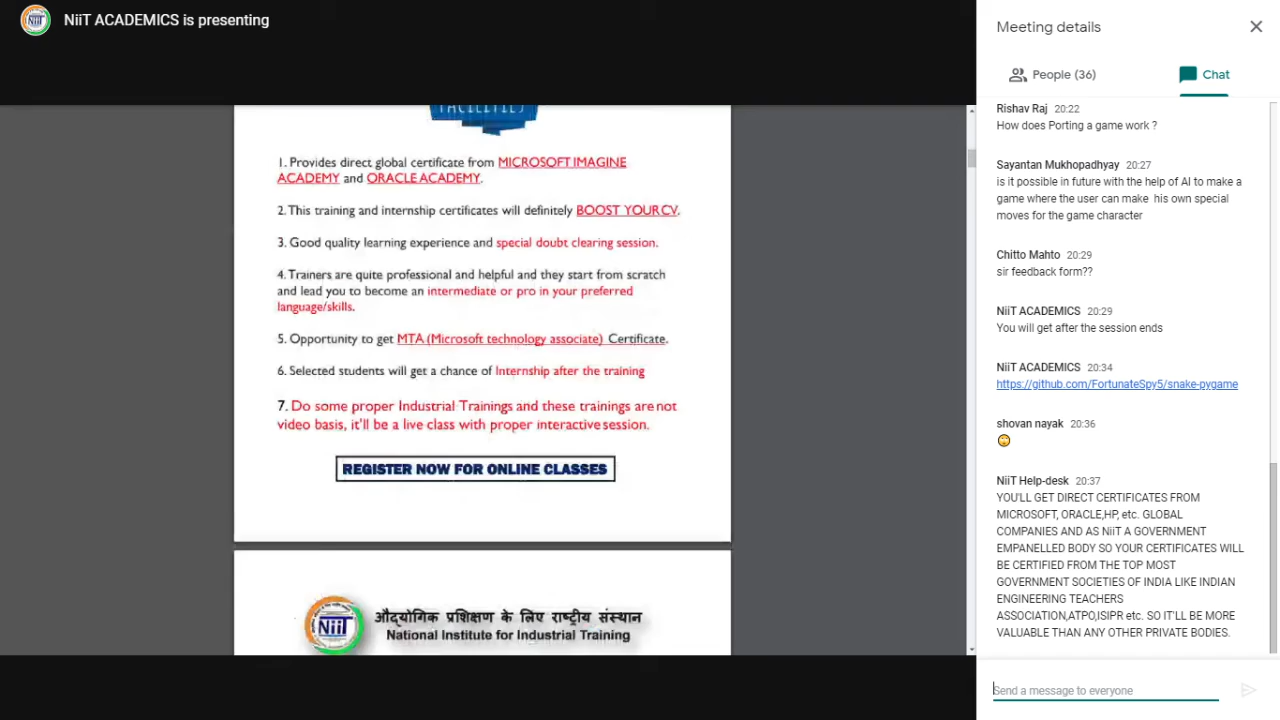 NiiT ACADEMICS is presenting
FACILITIES
1. Provides direct global certificate from MICROSOFT IMAGINE
ACADEMY and ORACLE ACADEMY.
2. This training and internship certificates will definitely BOOST YOUR CV.
3. Good quality learning experience and special doubt clearing session.
4. Trainers are quite professional and helpful and they start from scratch
and lead you to become an intermediate or pro in your preferred
language/skills.
5. Opportunity to get MTA (Microsoft technology associate) Certificate.
6. Selected students will get a chance of Internship after the training
7. Do some proper Industrial Trainings and these trainings are not
video basis, it'll be a live class with proper interactive session.
REGISTER NOW FOR ONLINE CLASSES
NiiT
औद्योगिक प्रशिक्षण के लिए राष्ट्रीय संस्थान
National Institute for Industrial Training
Meeting details
People (36)
Chat
Rishav Raj 20:22
How does Porting a game work ?
Sayantan Mukhopadhyay 20:27
is it possible in future with the help of AI to make a
game where the user can make his own special
moves for the game character
Chitto Mahto 20:29
sir feedback form??
NiiT ACADEMICS 20:29
You will get after the session ends
NiiT ACADEMICS 20:34
https://github.com/FortunateSpy5/snake-pygame
shovan nayak 20:36
🙄
NiiT Help-desk 20:37
YOU'LL GET DIRECT CERTIFICATES FROM
MICROSOFT, ORACLE,HP, etc. GLOBAL
COMPANIES AND AS NiiT A GOVERNMENT
EMPANELLED BODY SO YOUR CERTIFICATES WILL
BE CERTIFIED FROM THE TOP MOST
GOVERNMENT SOCIETIES OF INDIA LIKE INDIAN
ENGINEERING TEACHERS
ASSOCIATION,ATPO,ISIPR etc. SO IT'LL BE MORE
VALUABLE THAN ANY OTHER PRIVATE BODIES.
Send a message to everyone